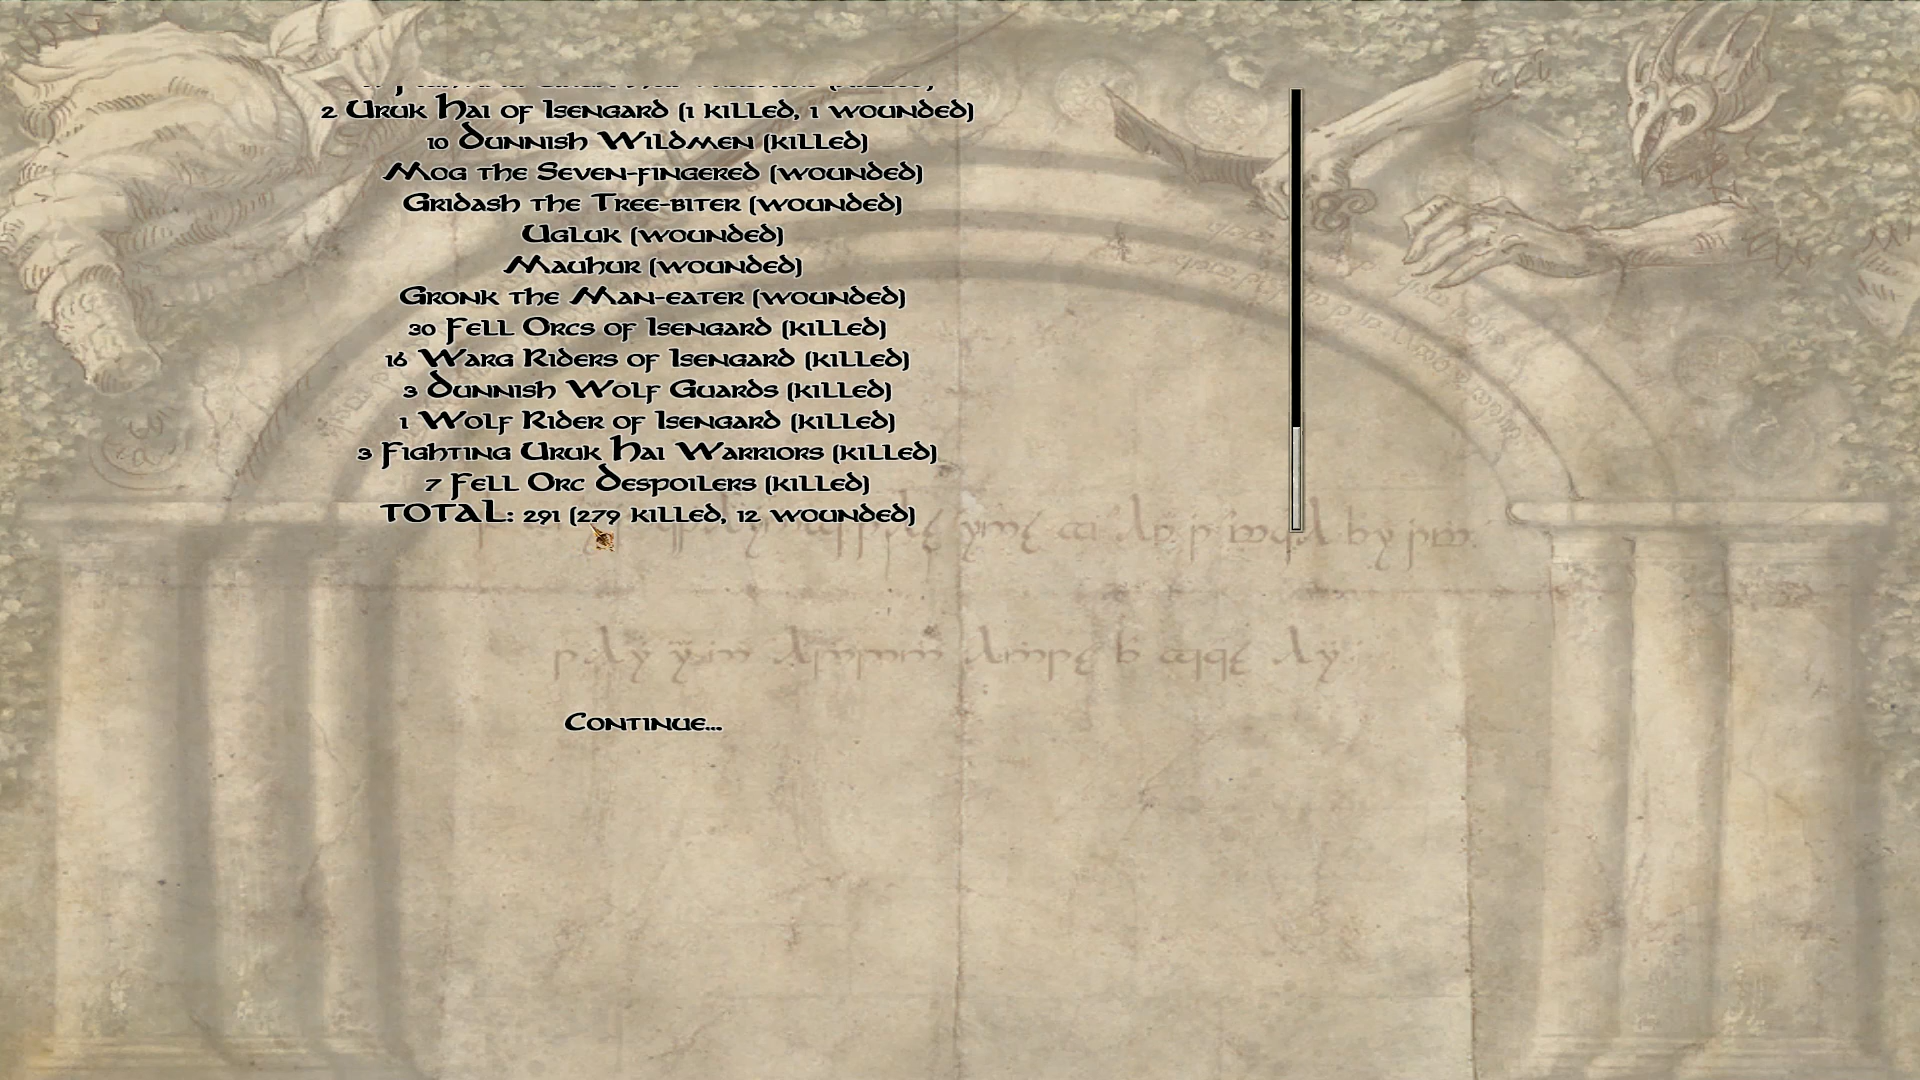 2 Uruk Hai of Isengard (1 killed, 1 wounded)
10 Dunnish Wildmen (killed)
Mog the Seven-fingered (wounded)
Gridash the Tree-biter (wounded)
Ugluk (wounded)
Mauhur (wounded)
Gronk the Man-eater (wounded)
30 Fell Orcs of Isengard (killed)
16 Warg Riders of Isengard (killed)
3 Dunnish Wolf Guards (killed)
1 Wolf Rider of Isengard (killed)
3 Fighting Uruk Hai Warriors (killed)
7 Fell Orc Despoilers (killed)
TOTAL: 291 (279 killed, 12 wounded)
Continue...